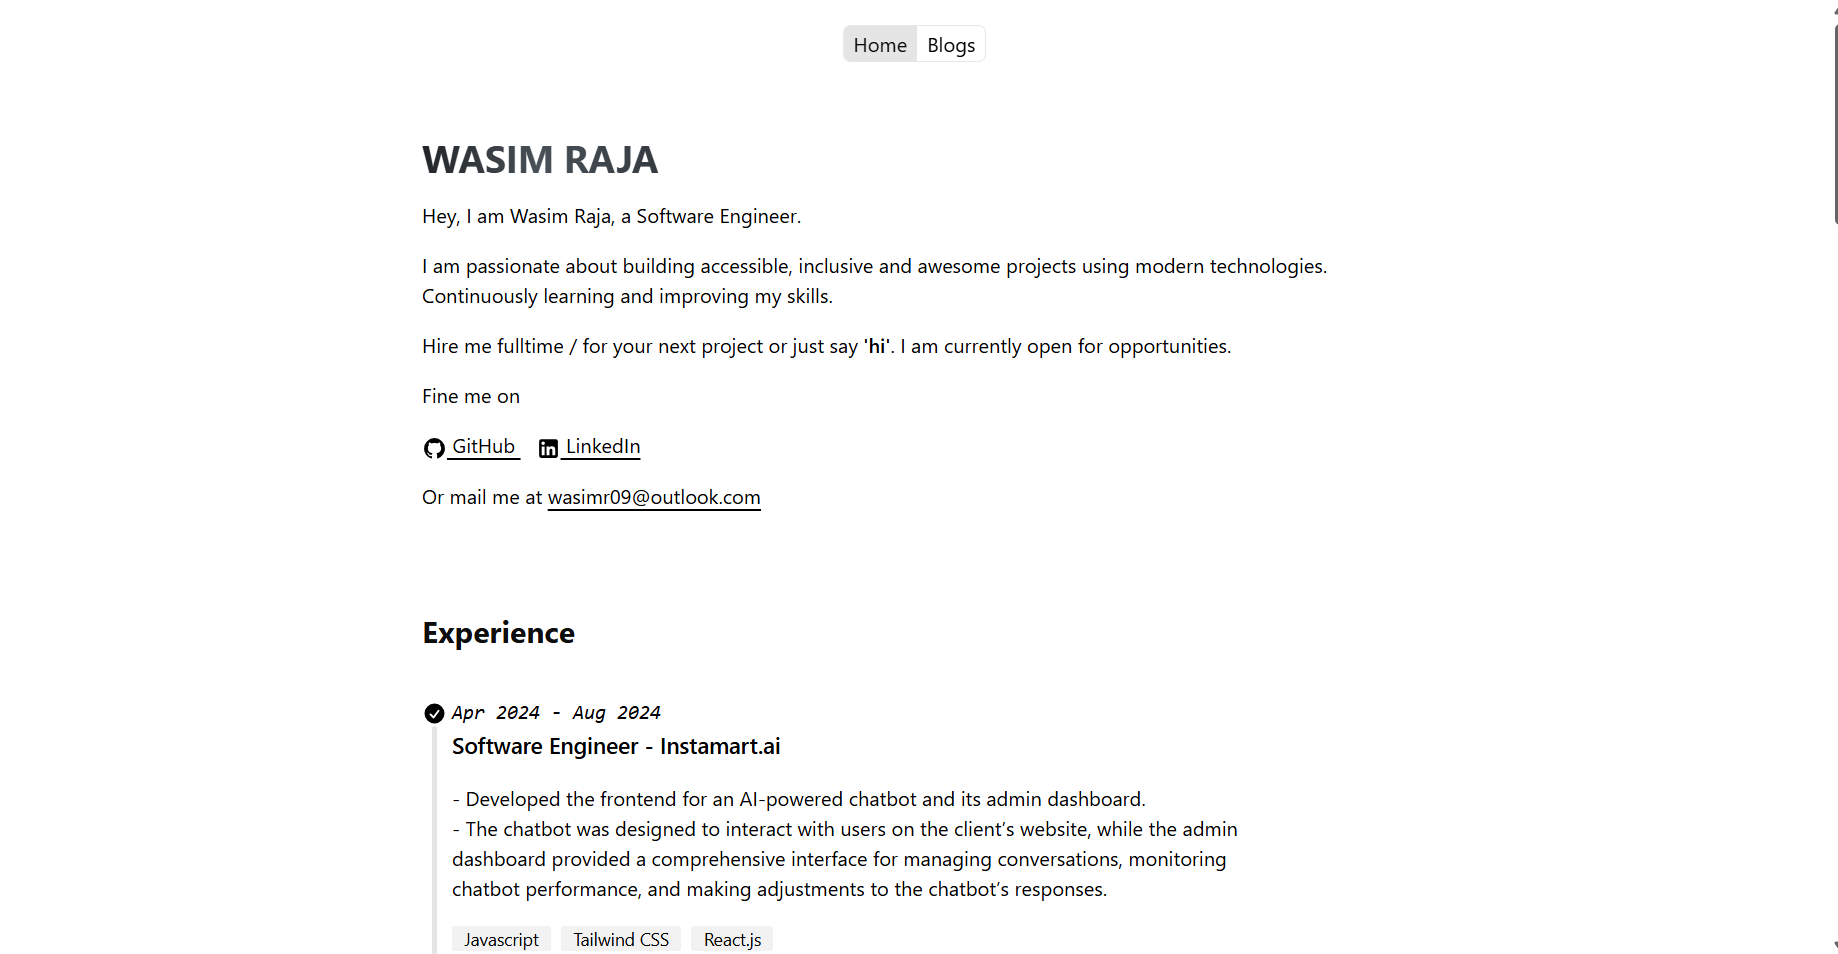 Home Blogs
WASIM RAJA
Hey, I am Wasim Raja, a Software Engineer.
I am passionate about building accessible, inclusive and awesome projects using modern technologies.
Continuously learning and improving my skills.
Hire me fulltime / for your next project or just say 'hi'. I am currently open for opportunities.
Fine me on
GitHub LinkedIn
Or mail me at wasimr09@outlook.com
Experience
Apr 2024 - Aug 2024
Software Engineer - Instamart.ai
- Developed the frontend for an AI-powered chatbot and its admin dashboard.
- The chatbot was designed to interact with users on the client’s website, while the admin
dashboard provided a comprehensive interface for managing conversations, monitoring
chatbot performance, and making adjustments to the chatbot’s responses.
Javascript Tailwind CSS React.js